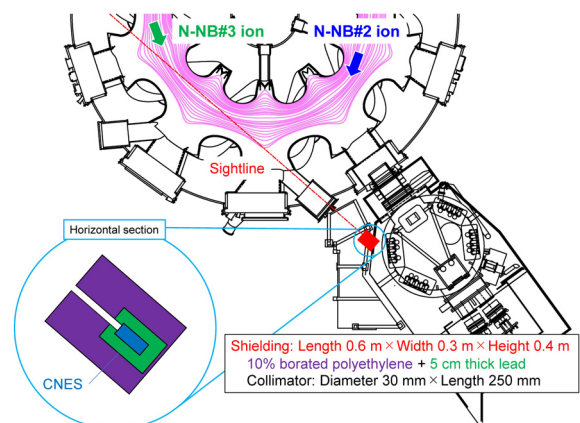 N-NB#3 ion
N-NB#2 ion
Sightline
Horizontal section
CNES
Shielding: Length 0.6 m × Width 0.3 m × Height 0.4 m
10% borated polyethylene + 5 cm thick lead
Collimator: Diameter 30 mm × Length 250 mm